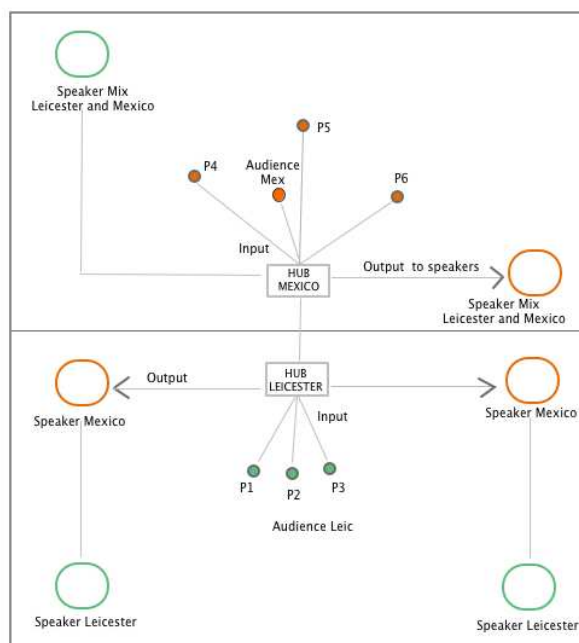 Speaker Mix
Leicester and Mexico
P5
P4
Audience
Mex
P6
Input
HUB
MEXICO
Output to speakers
Speaker Mix
Leicester and Mexico
HUB
LEICESTER
Output
Speaker Mexico
Input
Speaker Mexico
P1
P2
P3
Audience Leic
Speaker Leicester
Speaker Leicester